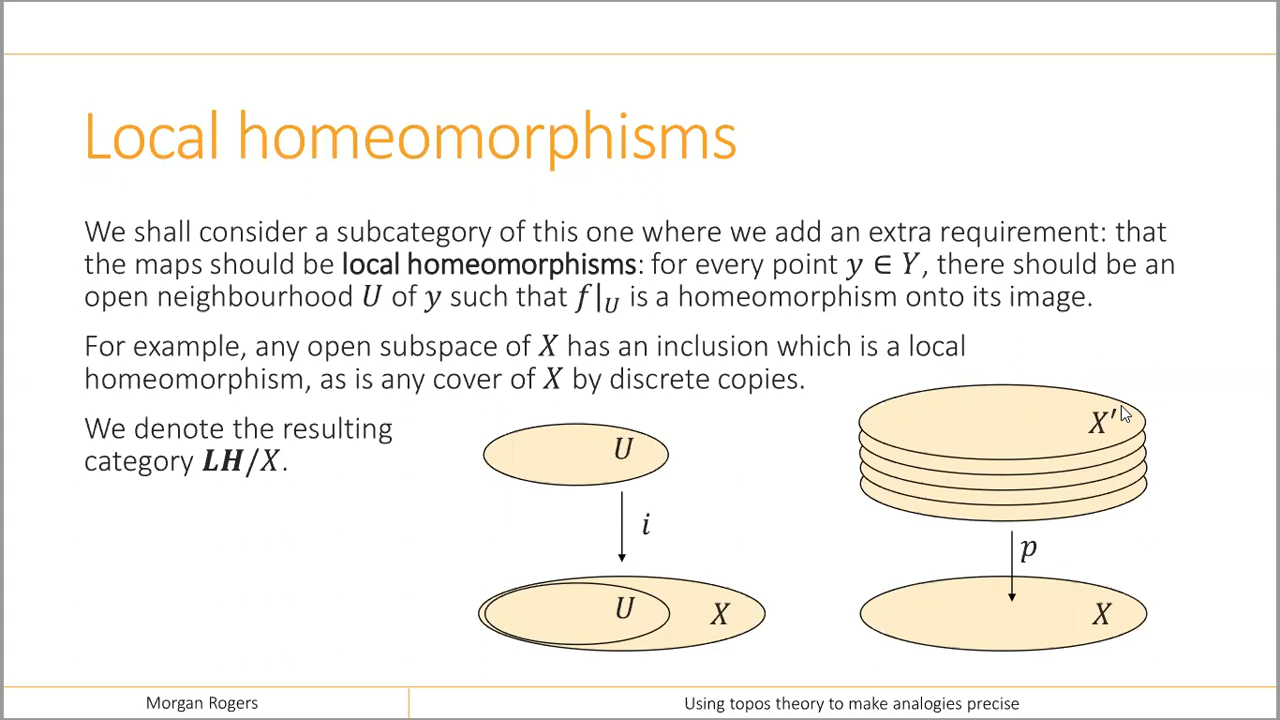 Local homeomorphisms
We shall consider a subcategory of this one where we add an extra requirement: that
the maps should be local homeomorphisms: for every point 𝑦 ∈ 𝑌, there should be an
open neighbourhood 𝑈 of 𝑦 such that 𝑓|_𝑈 is a homeomorphism onto its image.
For example, any open subspace of 𝑋 has an inclusion which is a local
homeomorphism, as is any cover of 𝑋 by discrete copies.
We denote the resulting
category 𝑳𝑯/𝑋.
𝑈
𝑖
𝑈
𝑋
𝑋′
𝑝
𝑋
Morgan Rogers
Using topos theory to make analogies precise